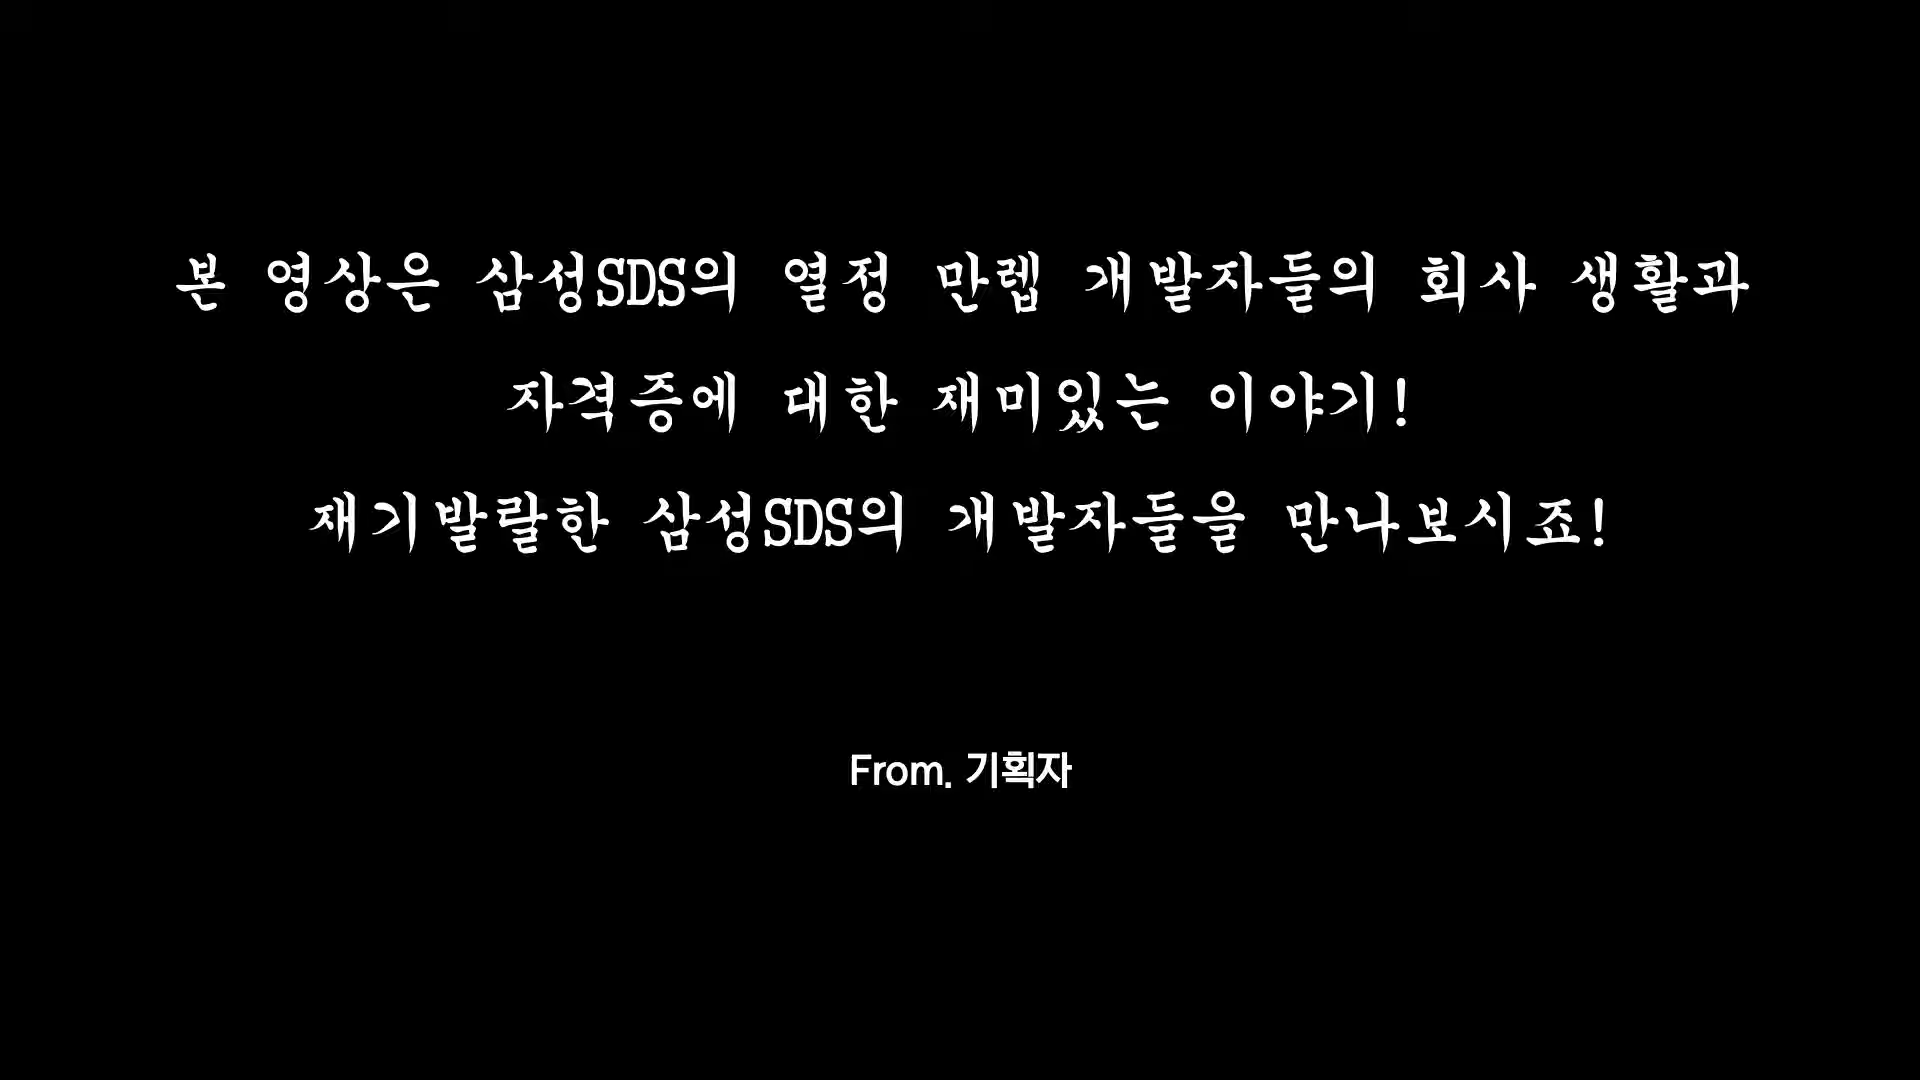 본 영상은 삼성SDS의 열정 만렙 개발자들의 회사 생활과
자격증에 대한 재미있는 이야기!
재기발랄한 삼성SDS의 개발자들을 만나보시죠!
From. 기획자